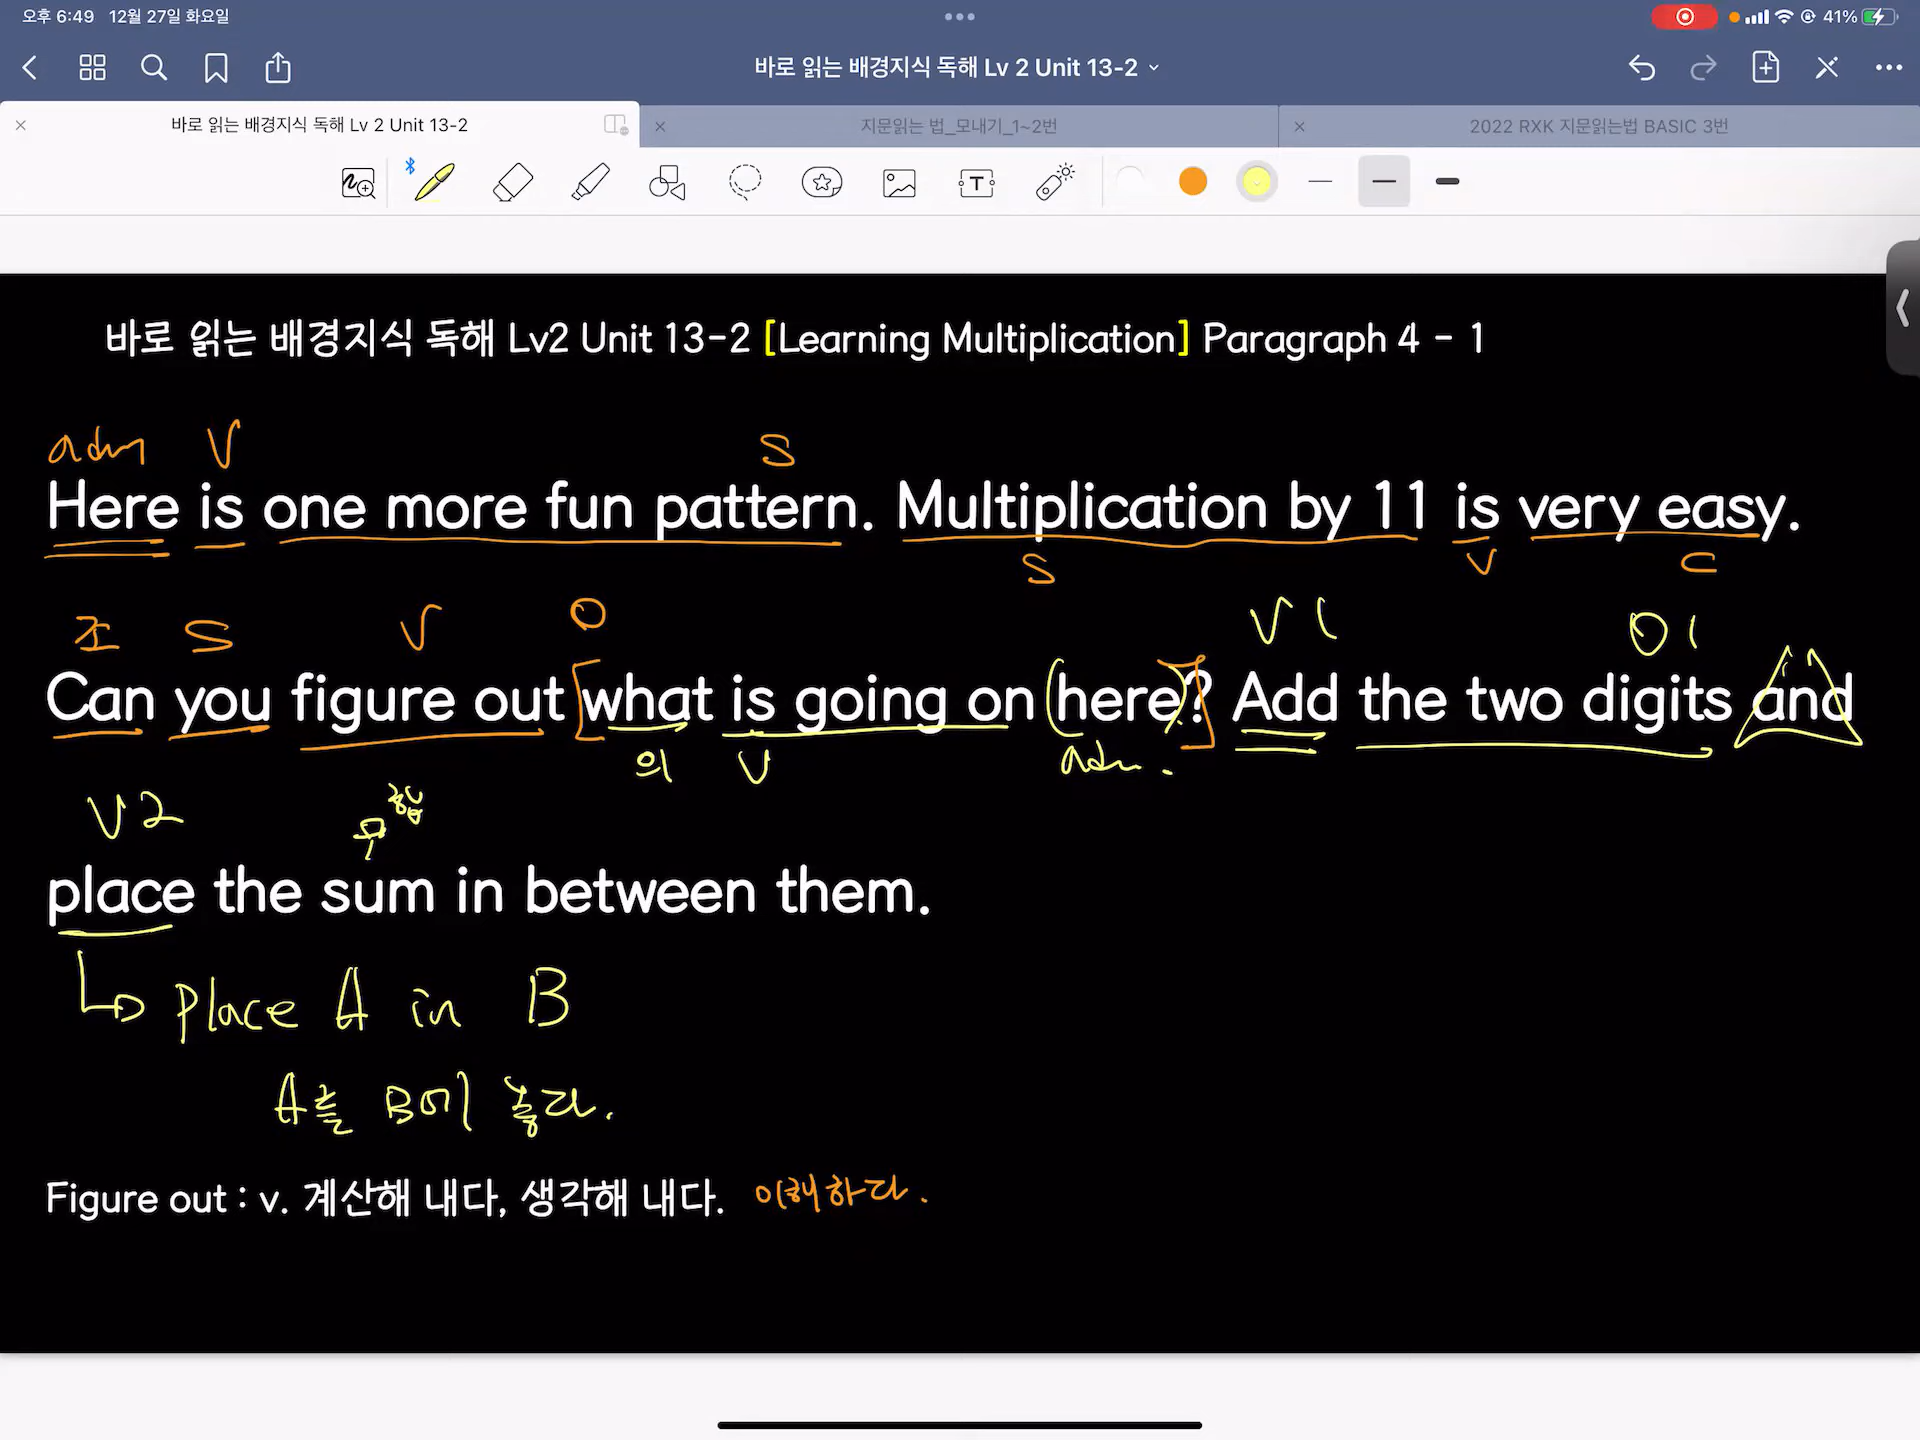 오후 6:49 12월 27일 화요일
41%
바로 읽는 배경지식 독해 Lv 2 Unit 13-2
바로 읽는 배경지식 독해 Lv 2 Unit 13-2
지문읽는 법_모내기_1~2번
2022 RXK 지문읽는법 BASIC 3번
바로 읽는 배경지식 독해 Lv2 Unit 13-2 [Learning Multiplication] Paragraph 4 - 1
V S
Here is one more fun pattern. Multiplication by 11 is very easy.
S V C
조 S V O V1 O1
Can you figure out [what is going on (here)?] Add the two digits and
의 V adv.
V2
place the sum in between them.
place A in B
A를 B에 놓다.
Figure out : v. 계산해 내다, 생각해 내다. 이해하다.